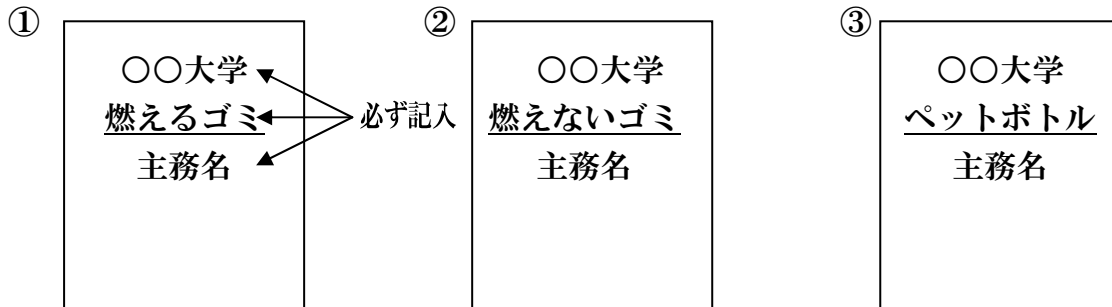 ①
〇〇大学
燃えるゴミ
主務名
必ず記入
②
〇〇大学
燃えないゴミ
主務名
③
〇〇大学
ペットボトル
主務名